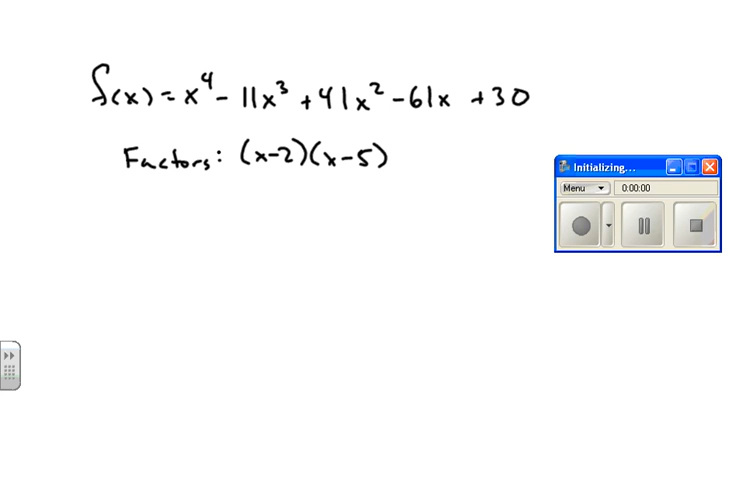 f(x) = x⁴ - 11x³ + 41x² - 61x + 30
Factors: (x-2)(x-5)
Initializing...
Menu 0:00:00